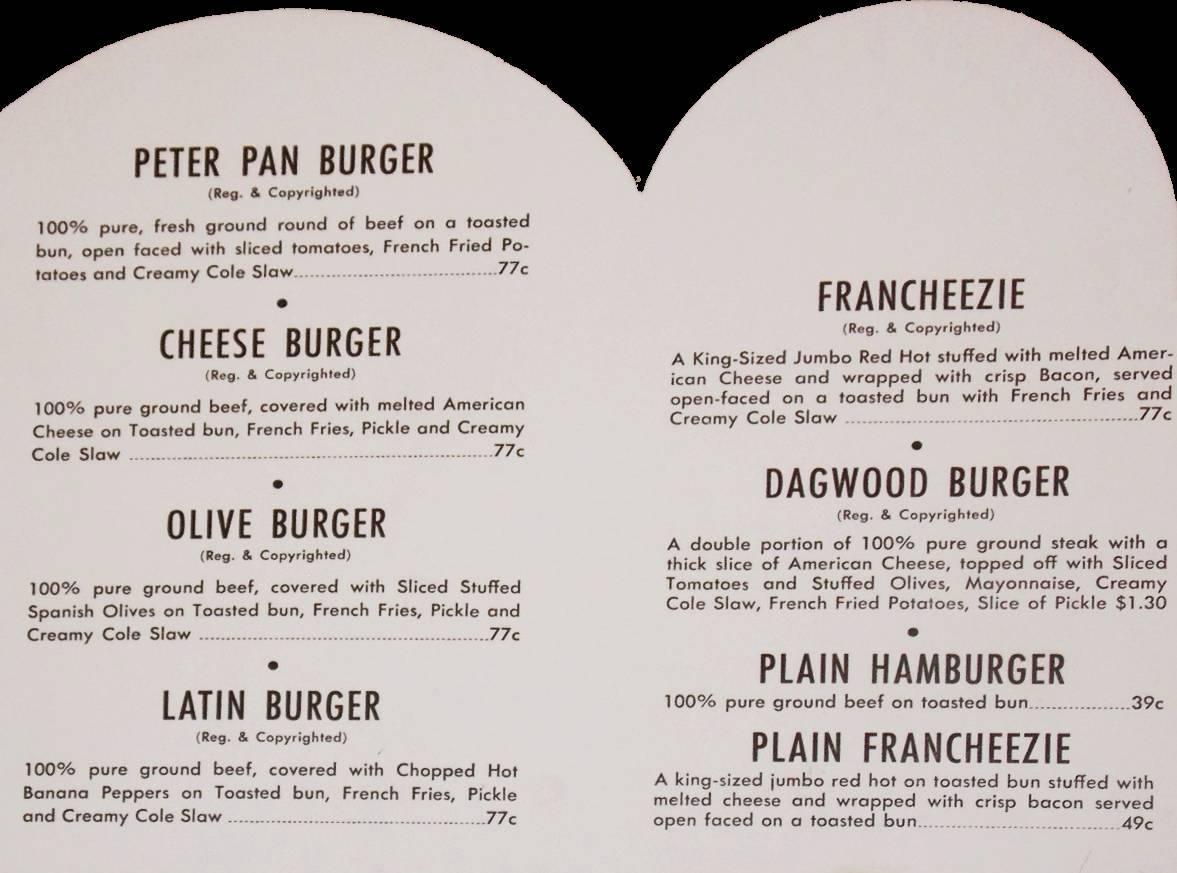 PETER PAN BURGER
(Reg. & Copyrighted)
100% pure, fresh ground round of beef on a toasted
bun, open faced with sliced tomatoes, French Fried Po-
tatoes and Creamy Cole Slaw................................77c
•
CHEESE BURGER
(Reg. & Copyrighted)
100% pure ground beef, covered with melted American
Cheese on Toasted bun, French Fries, Pickle and Creamy
Cole Slaw ................................77c
•
OLIVE BURGER
(Reg. & Copyrighted)
100% pure ground beef, covered with Sliced Stuffed
Spanish Olives on Toasted bun, French Fries, Pickle and
Creamy Cole Slaw ................................77c
•
LATIN BURGER
(Reg. & Copyrighted)
100% pure ground beef, covered with Chopped Hot
Banana Peppers on Toasted bun, French Fries, Pickle
and Creamy Cole Slaw ................................77c
FRANCHEEZIE
(Reg. & Copyrighted)
A King-Sized Jumbo Red Hot stuffed with melted Amer-
ican Cheese and wrapped with crisp Bacon, served
open-faced on a toasted bun with French Fries and
Creamy Cole Slaw ................................77c
•
DAGWOOD BURGER
(Reg. & Copyrighted)
A double portion of 100% pure ground steak with a
thick slice of American Cheese, topped off with Sliced
Tomatoes and Stuffed Olives, Mayonnaise, Creamy
Cole Slaw, French Fried Potatoes, Slice of Pickle $1.30
•
PLAIN HAMBURGER
100% pure ground beef on toasted bun................39c
PLAIN FRANCHEEZIE
A king-sized jumbo red hot on toasted bun stuffed with
melted cheese and wrapped with crisp bacon served
open faced on a toasted bun................................49c